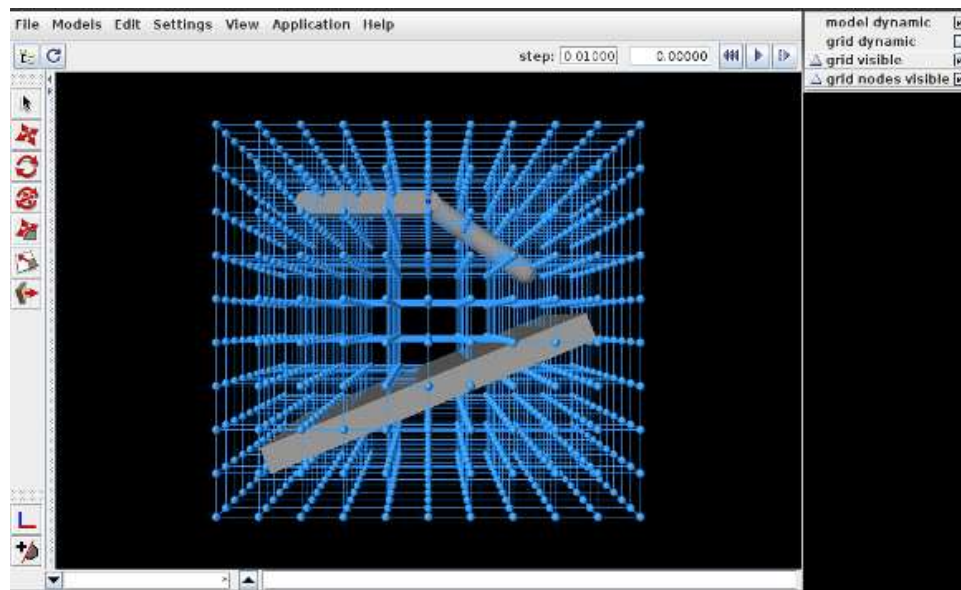 File Models Edit Settings View Application Help
step: 0.01000 0.00000
model dynamic
grid dynamic
grid visible
grid nodes visible